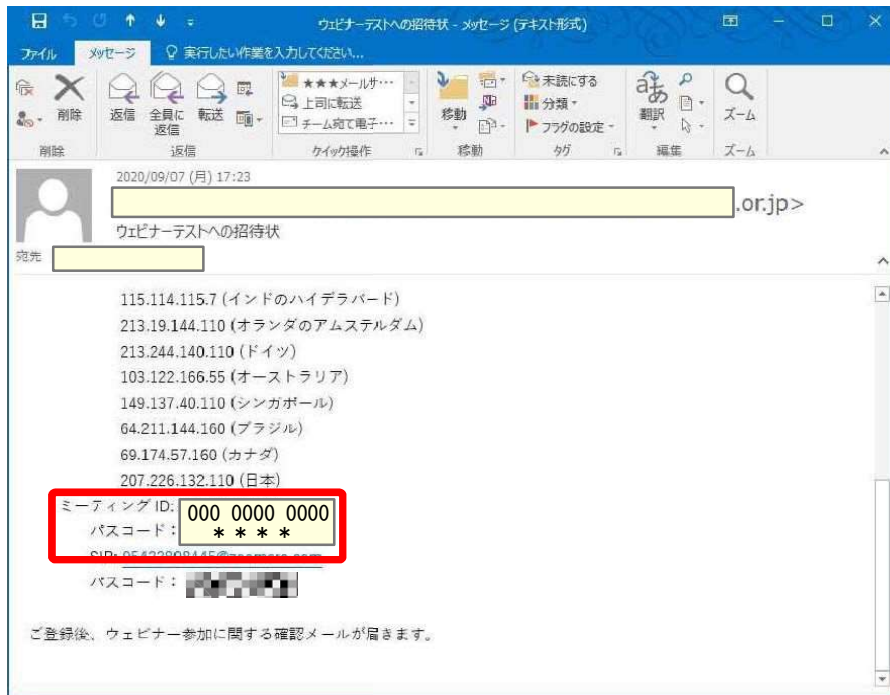 ウェビナーテストへの招待状 - メッセージ (テキスト形式)
ファイル メッセージ 実行したい作業を入力してください...
削除 返信 全員に返信 転送 ★★★メールサ… 上司に転送 チーム宛て電子… 移動 未読にする 分類 フラグの設定 翻訳 ズーム
削除 返信 クイック操作 移動 タグ 編集 ズーム
2020/09/07 (月) 17:23
.or.jp>
ウェビナーテストへの招待状
宛先
115.114.115.7 (インドのハイデラバード)
213.19.144.110 (オランダのアムステルダム)
213.244.140.110 (ドイツ)
103.122.166.55 (オーストラリア)
149.137.40.110 (シンガポール)
64.211.144.160 (ブラジル)
69.174.57.160 (カナダ)
207.226.132.110 (日本)
ミーティング ID: 000 0000 0000
パスコード： ****
SIP:
パスコード：
ご登録後、ウェビナー参加に関する確認メールが届きます。